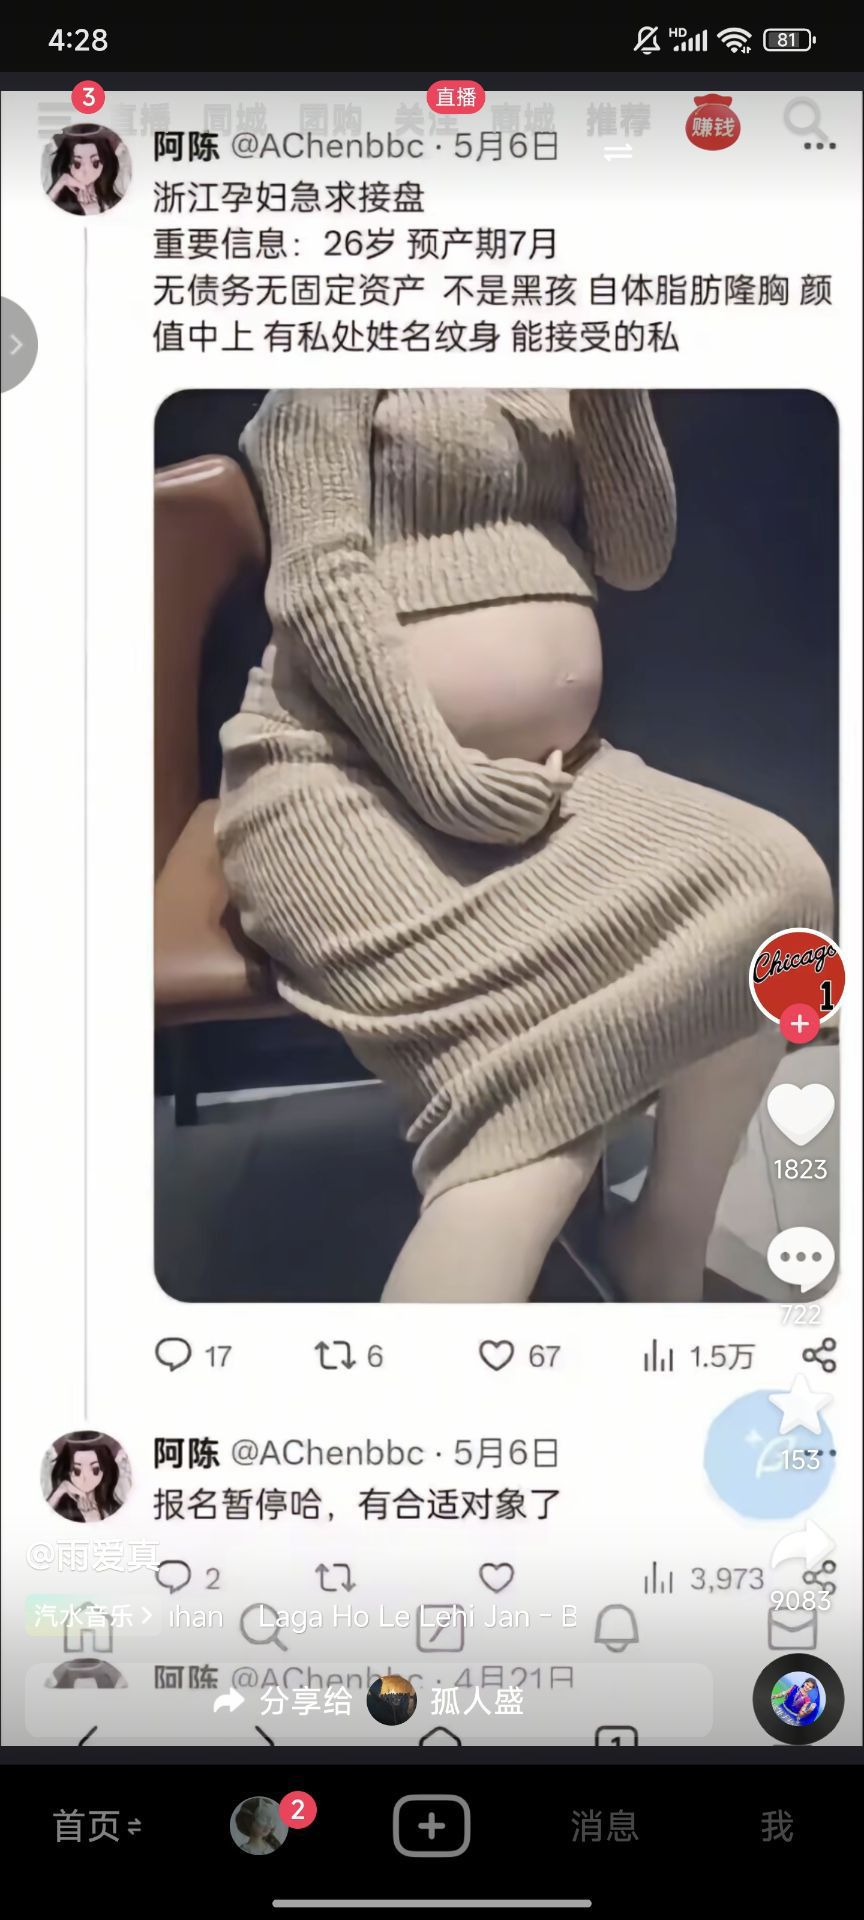 4:28
HD
81
3
直播
直播 同城 团购 关注 商城 推荐
赚钱
阿陈 @AChenbbc · 5月6日
浙江孕妇急求接盘
重要信息：26岁 预产期7月
无债务无固定资产 不是黑孩 自体脂肪隆胸 颜
值中上 有私处姓名纹身 能接受的私
Chicago
1
1823
722
17
6
67
1.5万
阿陈 @AChenbbc · 5月6日
153
报名暂停哈，有合适对象了
@雨爱真
2
3,973
9083
汽水音乐
ihan Laga Ho Le Lehi Jan - B
阿陈 @AChenbbc · 4月21日
分享给 孤人盛
1
首页
2
消息
我